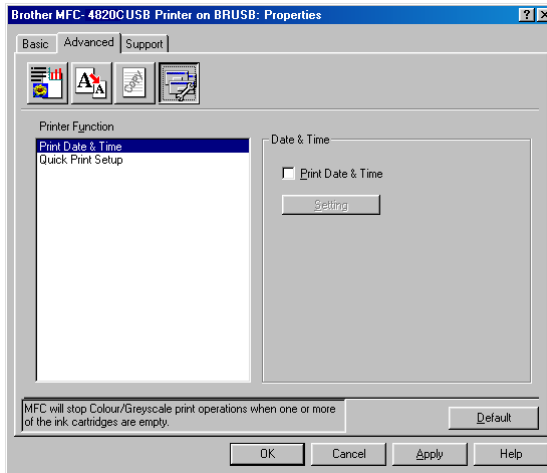 Brother MFC- 4820CUSB Printer on BRUSB: Properties
Basic Advanced Support
Copy
Printer Function
Print Date & Time
Quick Print Setup
Date & Time
Print Date & Time
Setting
MFC will stop Colour/Greyscale print operations when one or more
of the ink cartridges are empty.
Default
OK Cancel Apply Help